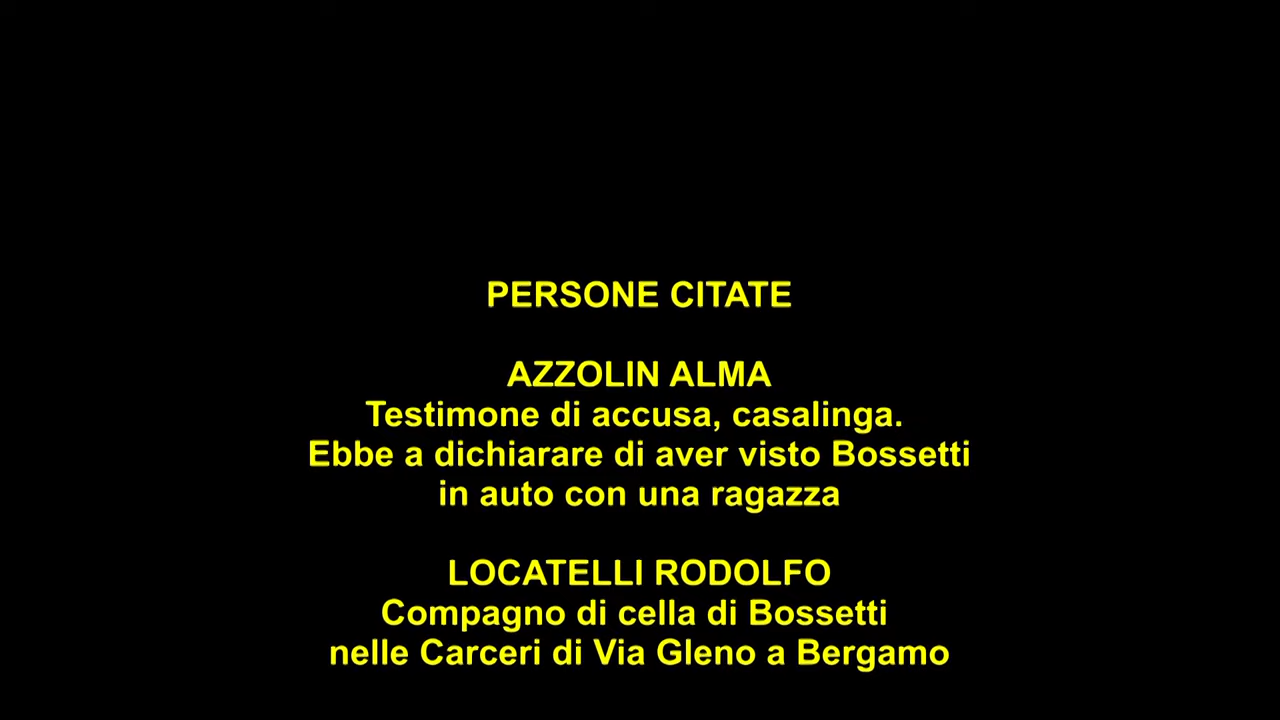 PERSONE CITATE
AZZOLIN ALMA
Testimone di accusa, casalinga.
Ebbe a dichiarare di aver visto Bossetti
in auto con una ragazza
LOCATELLI RODOLFO
Compagno di cella di Bossetti
nelle Carceri di Via Gleno a Bergamo